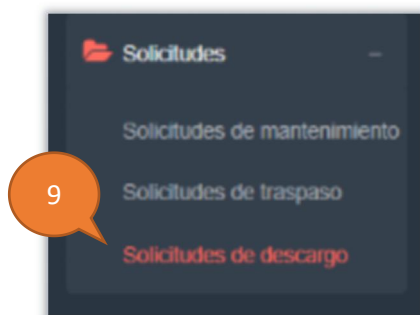 Solicitudes
Solicitudes de mantenimiento
Solicitudes de traspaso
9
Solicitudes de descargo